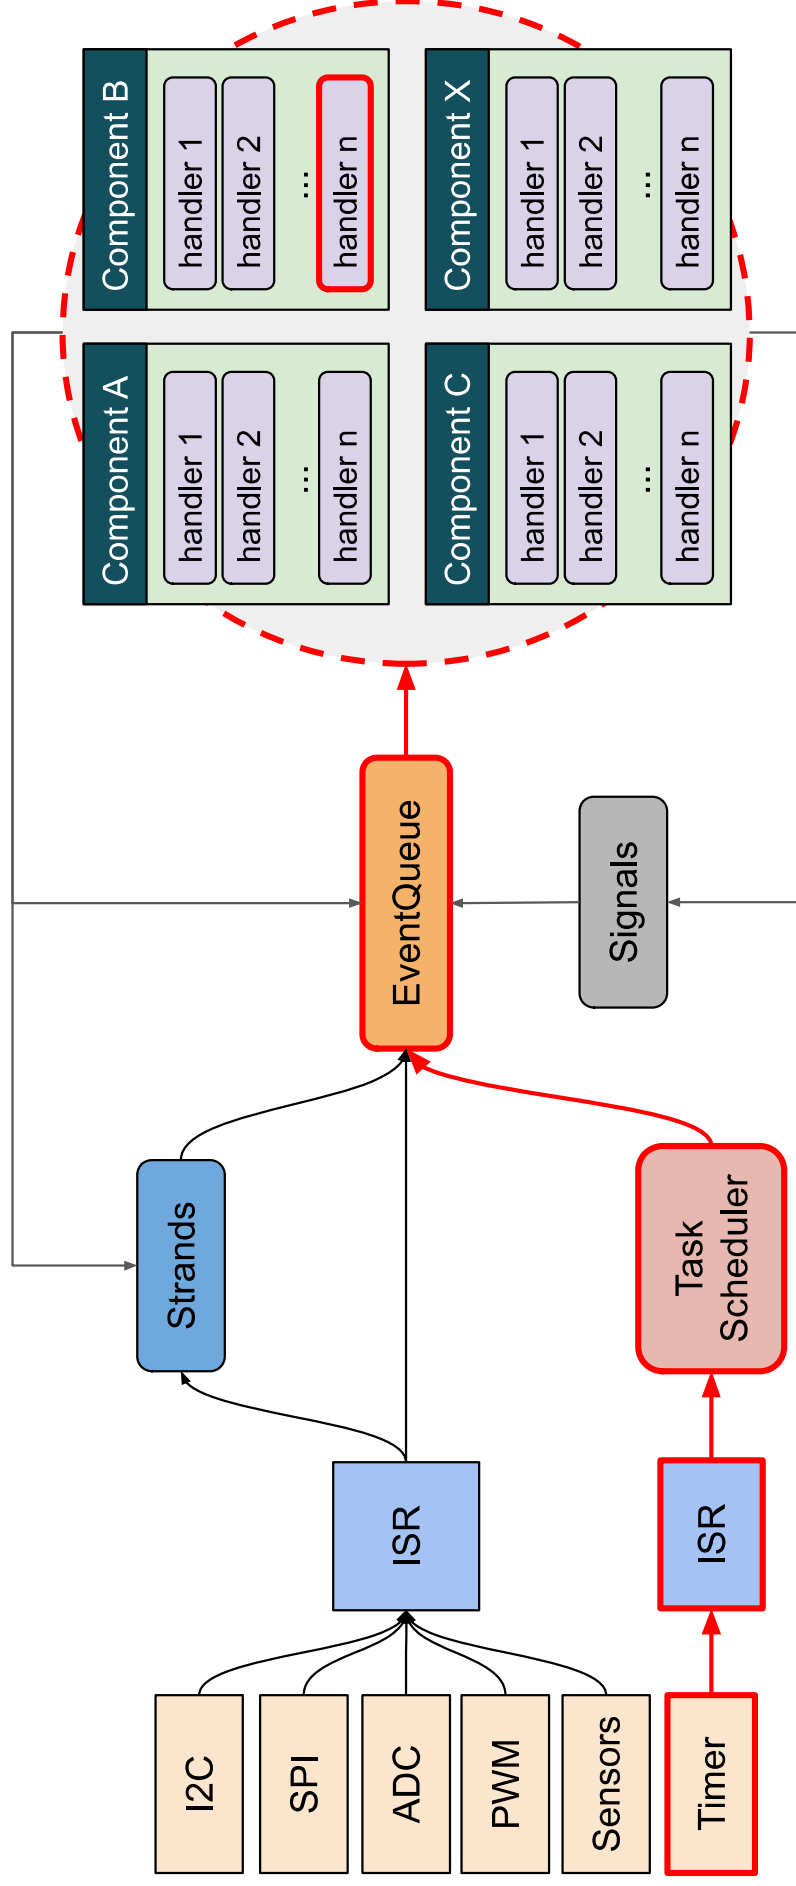 I2C
SPI
ADC
PWM
Sensors
Timer
ISR
ISR
Strands
Task
Scheduler
EventQueue
Signals
Component A
handler 1
handler 2
...
handler n
Component B
handler 1
handler 2
...
handler n
Component C
handler 1
handler 2
...
handler n
Component X
handler 1
handler 2
...
handler n